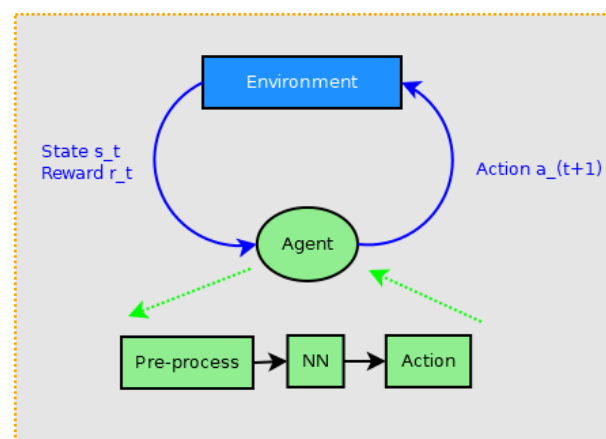 Environment
State s_t
Reward r_t
Action a_(t+1)
Agent
Pre-process
NN
Action